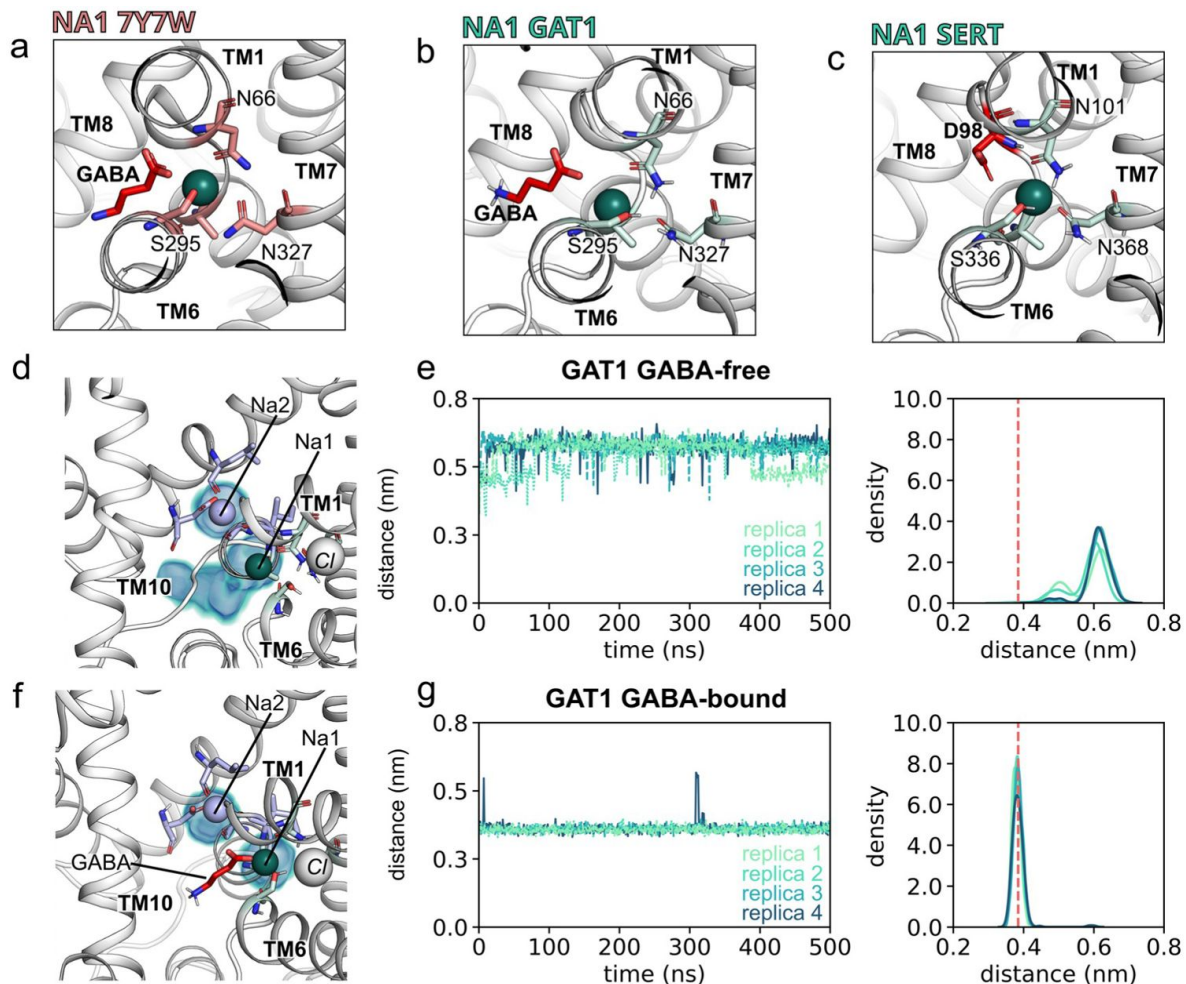 NA1 7Y7W
NA1 GAT1
NA1 SERT
a
TM1
N66
TM8
GABA
TM7
S295
N327
TM6
b
TM1
N66
TM8
TM7
GABA
S295
N327
TM6
c
TM1
N101
D98
TM8
TM7
S336
N368
TM6
d
Na2
Na1
TM1
Cl
TM10
TM6
e
GAT1 GABA-free
0.8
0.5
0.3
0.0
distance (nm)
replica 1
replica 2
replica 3
replica 4
0 100 200 300 400 500
time (ns)
10.0
8.0
6.0
4.0
2.0
0.0
density
0.2 0.4 0.6 0.8
distance (nm)
f
Na2
Na1
TM1
Cl
GABA
TM10
TM6
g
GAT1 GABA-bound
0.8
0.5
0.3
0.0
distance (nm)
replica 1
replica 2
replica 3
replica 4
0 100 200 300 400 500
time (ns)
10.0
8.0
6.0
4.0
2.0
0.0
density
0.2 0.4 0.6 0.8
distance (nm)